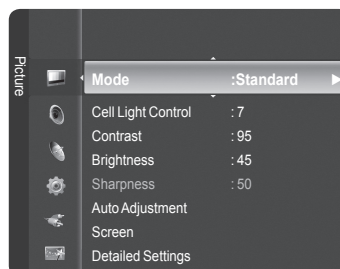 Picture
Mode :Standard
Cell Light Control : 7
Contrast : 95
Brightness : 45
Sharpness : 50
Auto Adjustment
Screen
Detailed Settings